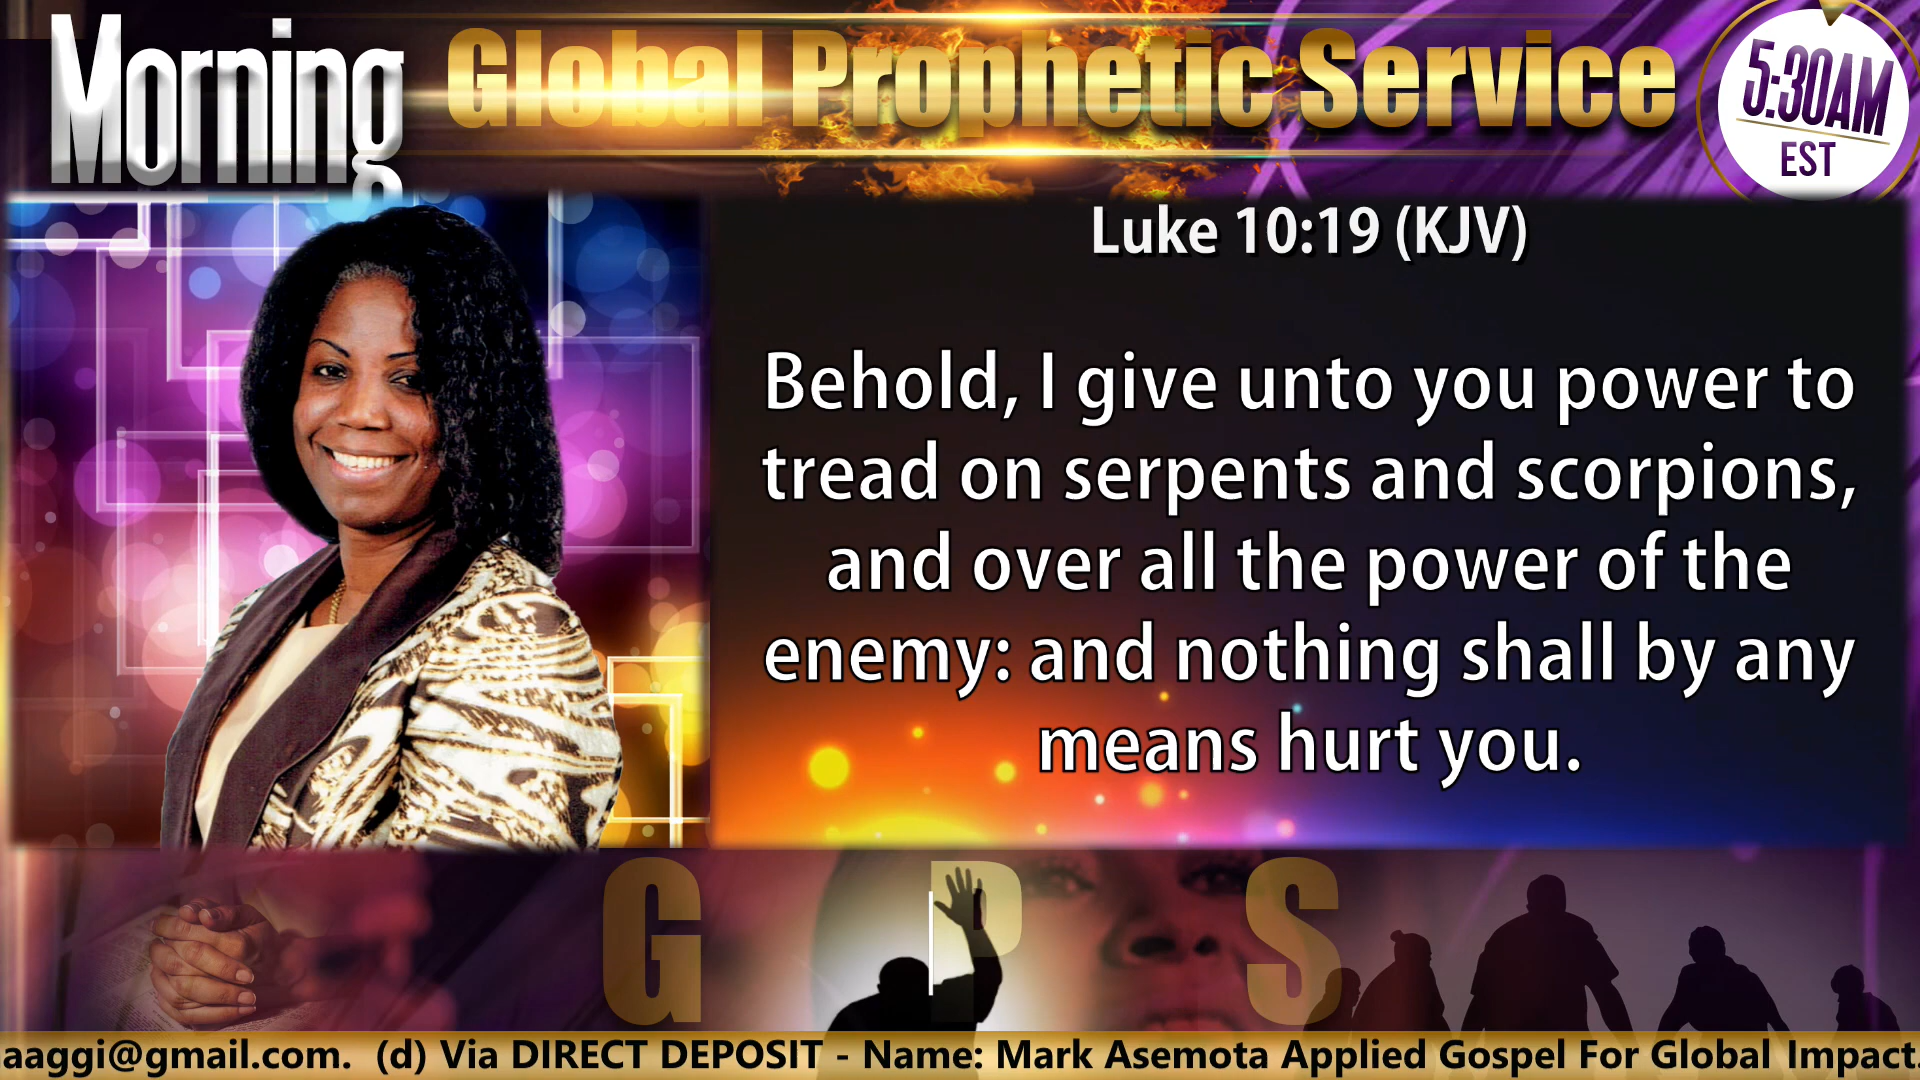 Morning
Global Prophetic Service
5:30AM
EST
Luke 10:19 (KJV)
Behold, I give unto you power to
tread on serpents and scorpions,
and over all the power of the
enemy: and nothing shall by any
means hurt you.
G P S
aaggi@gmail.com. (d) Via DIRECT DEPOSIT - Name: Mark Asemota Applied Gospel For Global Impact.